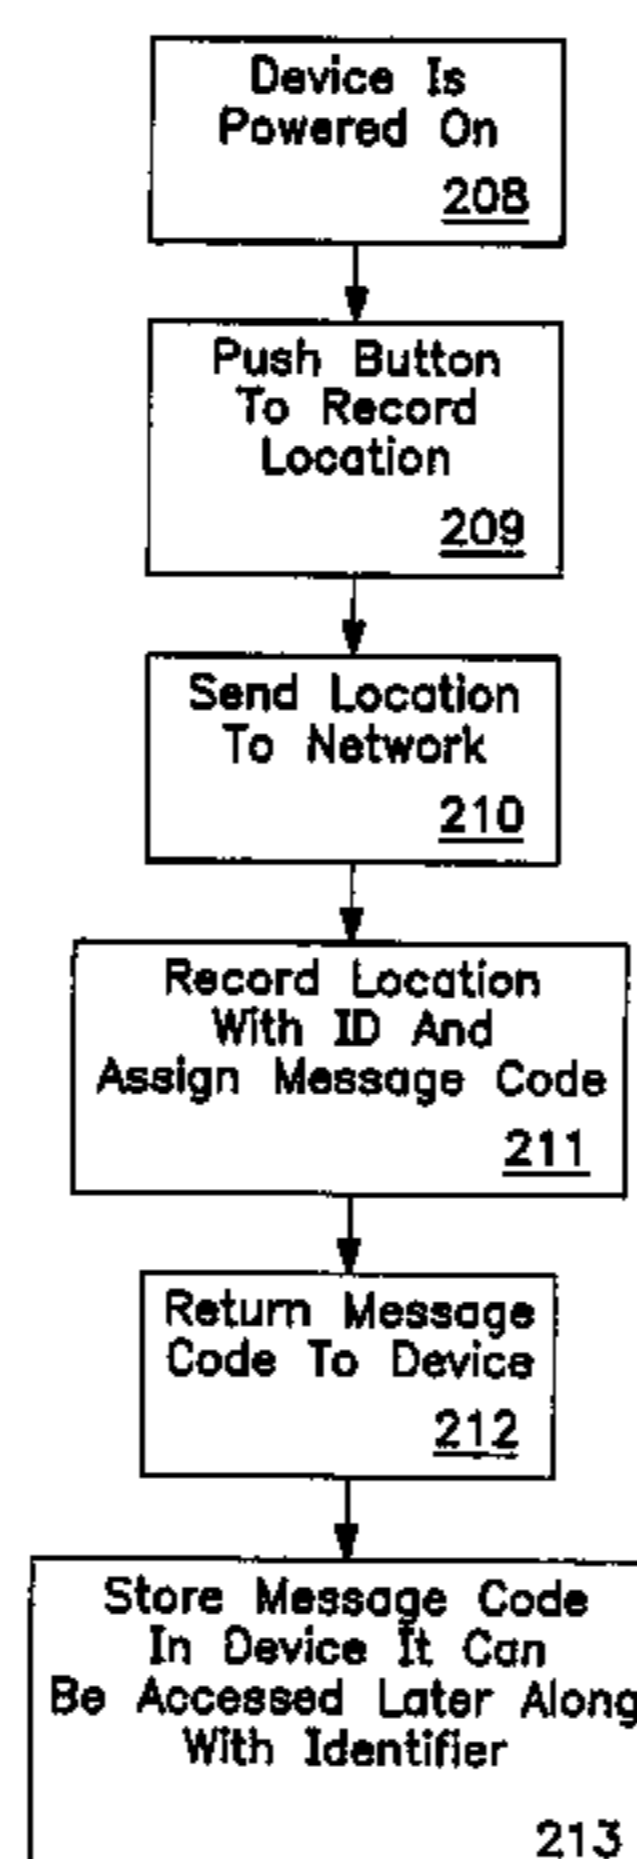 Device Is
Powered On
208
Push Button
To Record
Location
209
Send Location
To Network
210
Record Location
With ID And
Assign Message Code
211
Return Message
Code To Device
212
Store Message Code
In Device It Can
Be Accessed Later Along
With Identifier
213